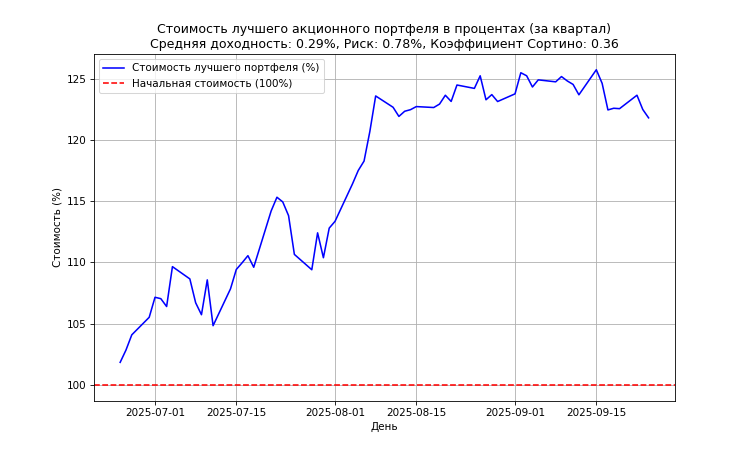 Стоимость лучшего акционного портфеля в процентах (за квартал)
Средняя доходность: 0.29%, Риск: 0.78%, Коэффициент Сортино: 0.36
Стоимость лучшего портфеля (%)
Начальная стоимость (100%)
Стоимость (%)
125
120
115
110
105
100
2025-07-01
2025-07-15
2025-08-01
2025-08-15
2025-09-01
2025-09-15
День